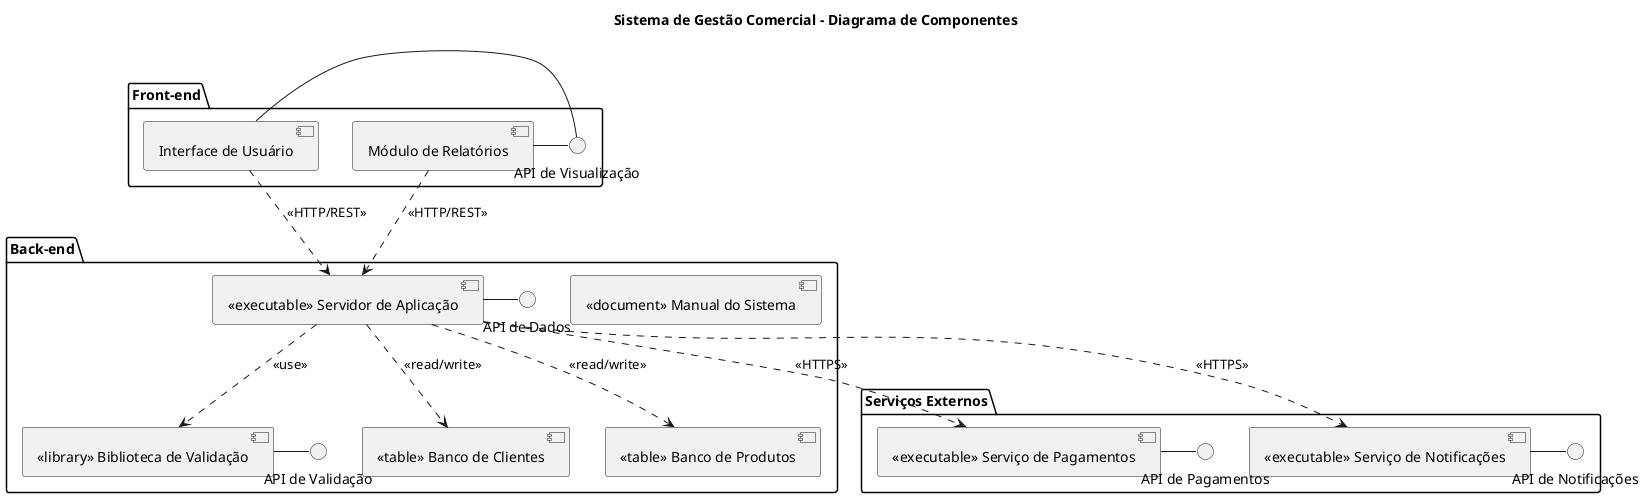 Sistema de Gestão Comercial - Diagrama de Componentes
Front-end
Interface de Usuário
Módulo de Relatórios
API de Visualização
«HTTP/REST»
«HTTP/REST»
Back-end
«executable» Servidor de Aplicação
API de Dados
«document» Manual do Sistema
«use»
«read/write»
«read/write»
«HTTPS»
«HTTPS»
Serviços Externos
«library» Biblioteca de Validação
API de Validação
«table» Banco de Clientes
«table» Banco de Produtos
«executable» Serviço de Pagamentos
API de Pagamentos
«executable» Serviço de Notificações
API de Notificações